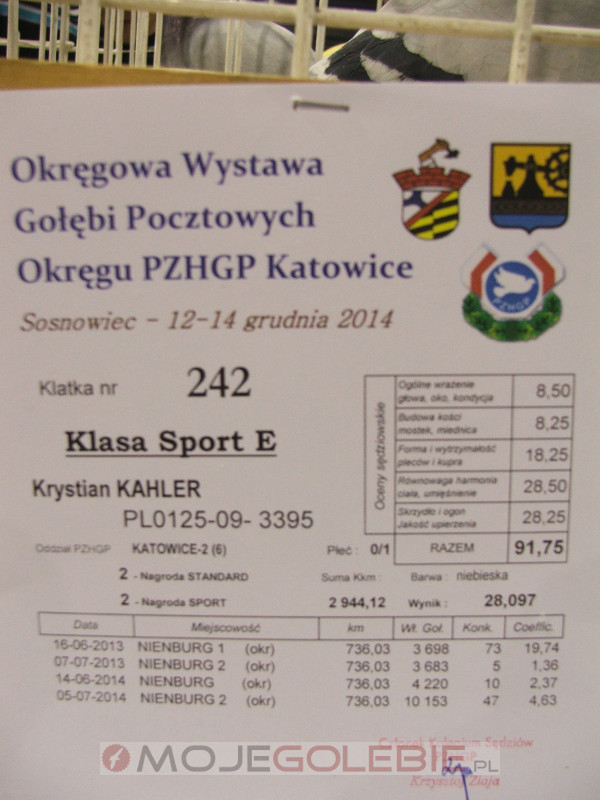 Okręgowa Wystawa
Gołębi Pocztowych
Okręgu PZHGP Katowice
PZHGP
Sosnowiec - 12-14 grudnia 2014
Klatka nr 242
Klasa Sport E
Krystian KAHLER
PL0125-09- 3395
Oceny sędziowskie
Ogólne wrażenie głowa, oko, kondycja 8,50
Budowa kości mostek, miednica 8,25
Forma i wytrzymałość pleców i kupra 18,25
Równowaga harmonia ciała, umięśnienie 28,50
Skrzydło i ogon Jakość upierzenia 28,25
RAZEM 91,75
Oddział PZHGP KATOWICE-2 (6) Płeć : 0/1
2 - Nagroda STANDARD Suma Kkm : Barwa : niebieska
2 - Nagroda SPORT 2 944,12 Wynik : 28,097
Data Miejscowość km Wł. Goł. Konk. Coeffic.
16-06-2013 NIENBURG 1 (okr) 736,03 3 698 73 19,74
07-07-2013 NIENBURG 2 (okr) 736,03 3 683 5 1,36
14-06-2014 NIENBURG (okr) 736,03 4 220 10 2,37
05-07-2014 NIENBURG 2 (okr) 736,03 10 153 47 4,63
Członek Kolegium Sędziów
MOJEGOLEBIE.PL
Krzysztof Zlaja